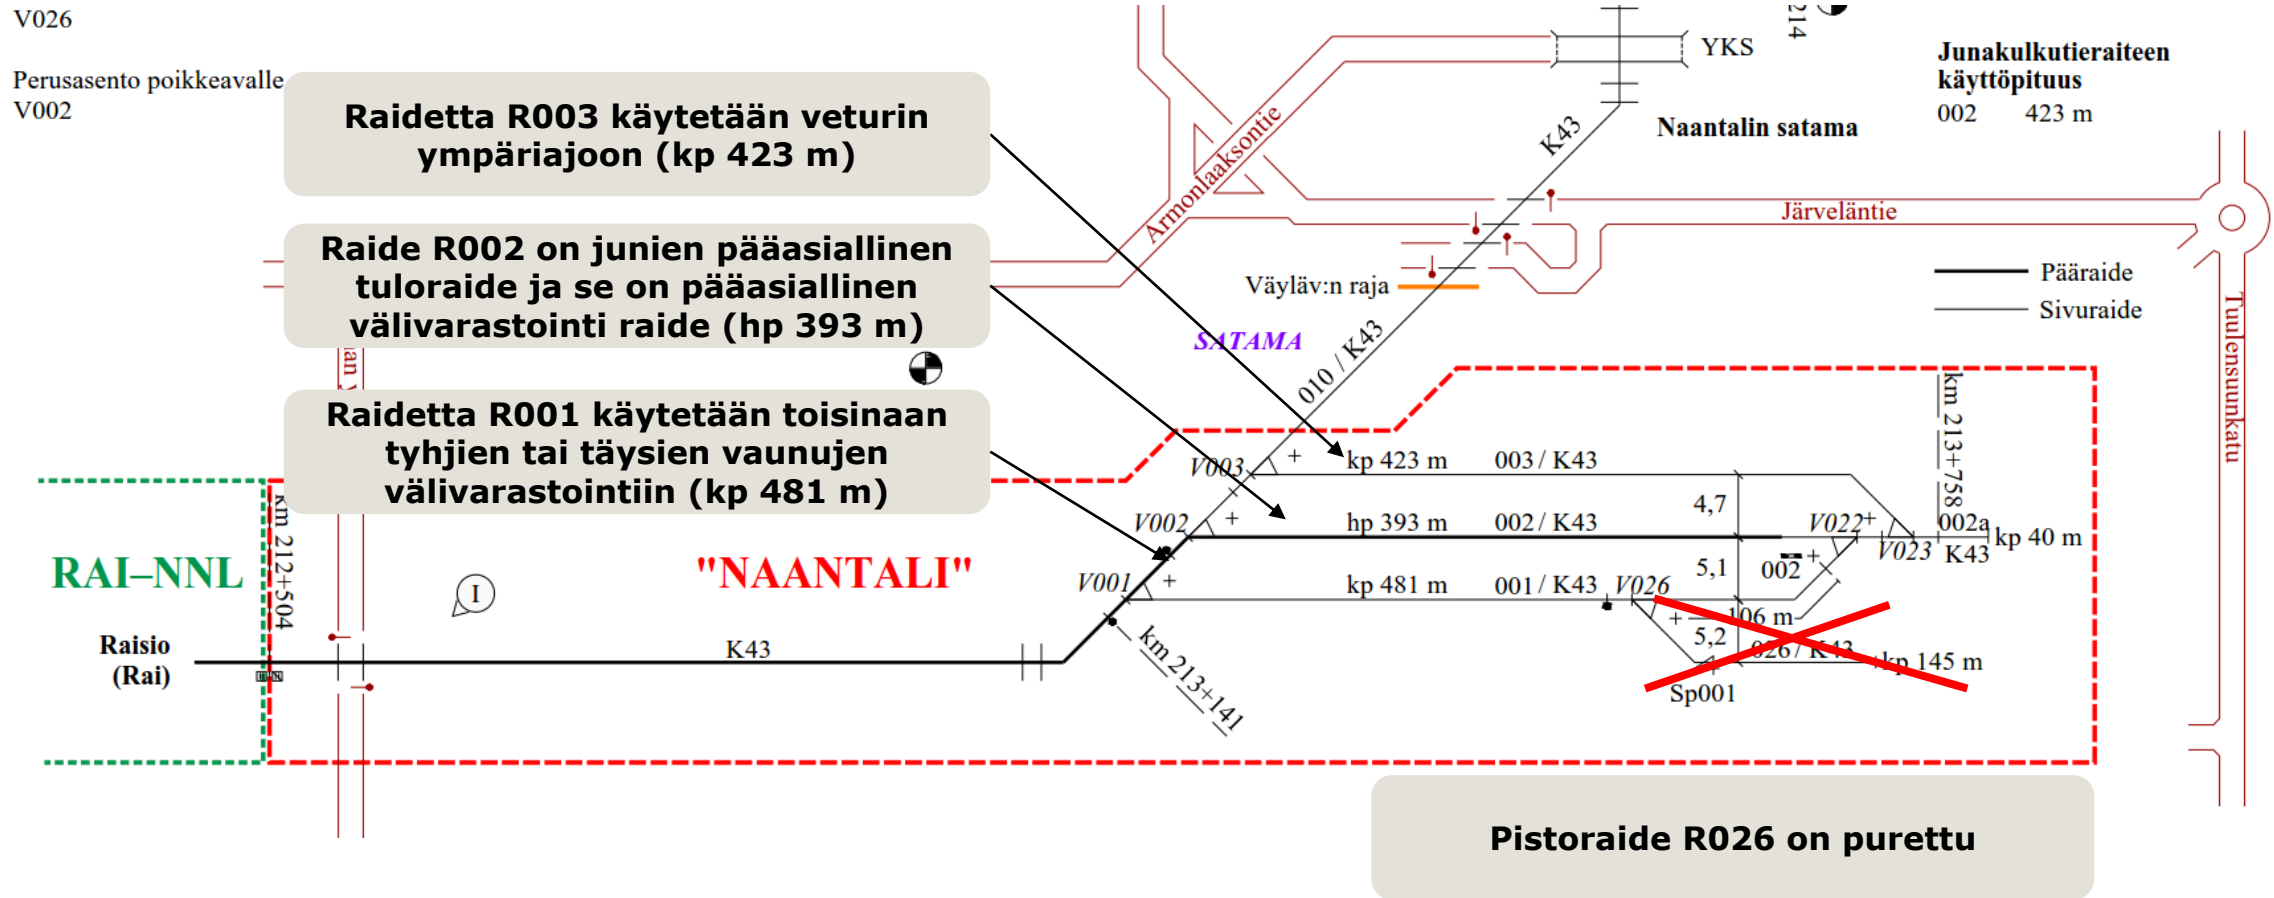 V026
Perusasento poikkeavalle
V002
Raidetta R003 käytetään veturin
ympäriajoon (kp 423 m)
Raide R002 on junien pääasiallinen
tuloraide ja se on pääasiallinen
välivarastointi raide (hp 393 m)
Raidetta R001 käytetään toisinaan
tyhjien tai täysien vaunujen
välivarastointiin (kp 481 m)
214
YKS
Junakulkutieraiteen
käyttöpituus
002 423 m
Naantalin satama
K43
Armonlaaksontie
Järveläntie
Väyläv:n raja
Pääraide
Sivuraide
Tuulensuunkatu
SATAMA
010 / K43
km 213+758
V003
+
kp 423 m 003 / K43
4,7
V002
+
hp 393 m 002 / K43
V022
+
V023
002a
K43
kp 40 m
km 212+504
RAI–NNL
"NAANTALI"
I
V001
+
kp 481 m 001 / K43
V026
5,1
002
+
+
106 m
5,2
026 / K43
kp 145 m
Sp001
Raisio
(Rai)
K43
km 213+141
Pistoraide R026 on purettu